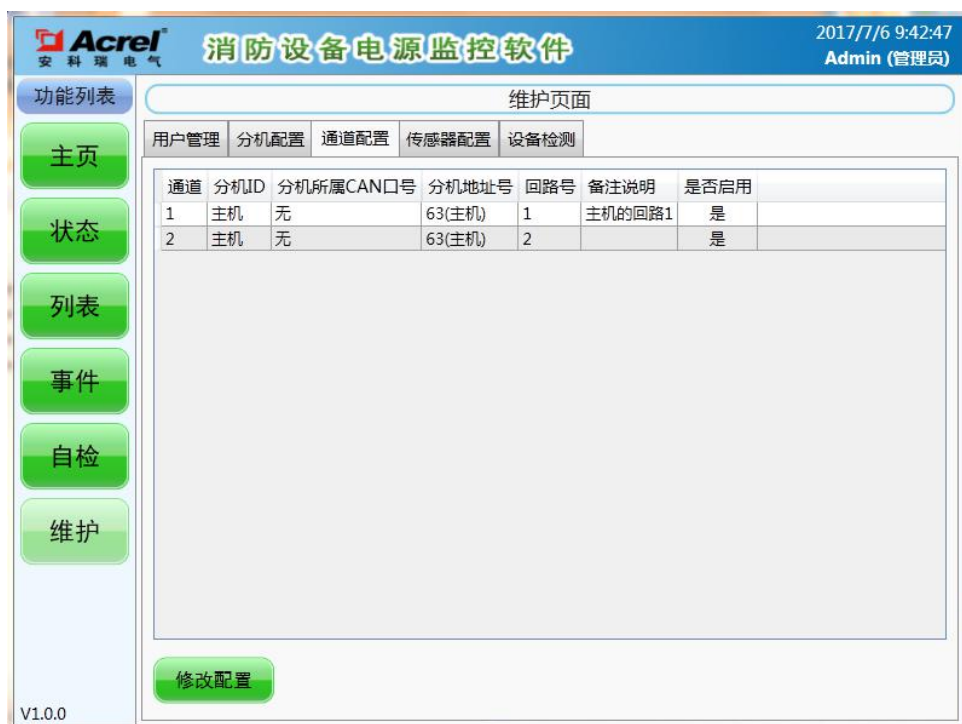 Acrel
安科瑞电气
消防设备电源监控软件
2017/7/6 9:42:47
Admin (管理员)
功能列表
维护页面
主页
状态
列表
事件
自检
维护
V1.0.0
用户管理 分机配置 通道配置 传感器配置 设备检测
通道 分机ID 分机所属CAN口号 分机地址号 回路号 备注说明 是否启用
1 主机 无 63(主机) 1 主机的回路1 是
2 主机 无 63(主机) 2 是
修改配置